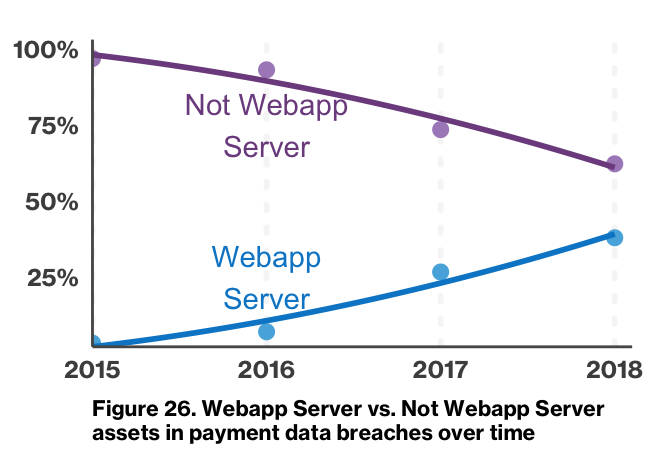 100%
Not Webapp
Server
75%
50%
Webapp
Server
25%
2015 2016 2017 2018
Figure 26. Webapp Server vs. Not Webapp Server
assets in payment data breaches over time